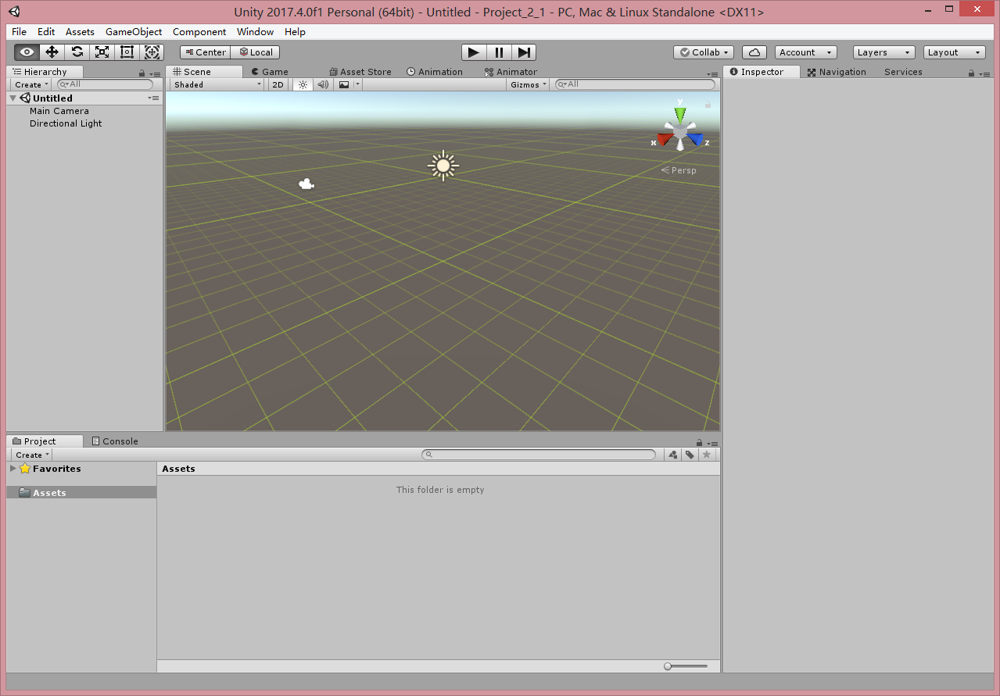 Unity 2017.4.0f1 Personal (64bit) - Untitled - Project_2_1 - PC, Mac & Linux Standalone <DX11>
File Edit Assets GameObject Component Window Help
Center Local Collab Account Layers Layout
Hierarchy Scene Game Asset Store Animation Animator Inspector Navigation Services
Create All Shaded 2D Gizmos All
Untitled
Main Camera
Directional Light
y
x z
Persp
Project Console
Create
Favorites Assets
This folder is empty
Assets